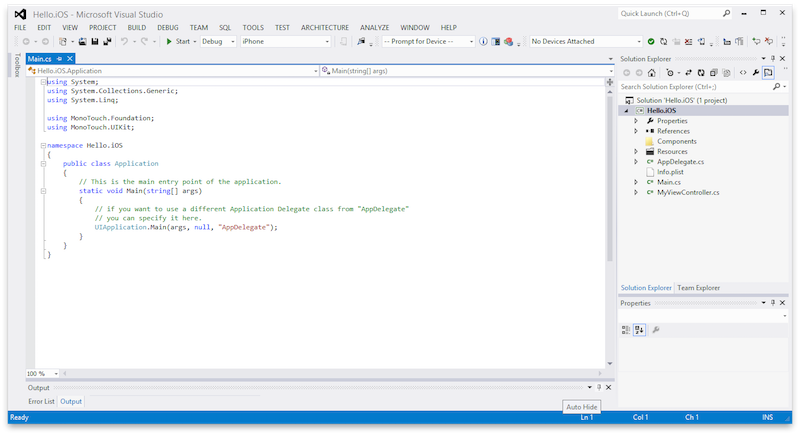 Hello.iOS - Microsoft Visual Studio
Quick Launch (Ctrl+Q)
FILE EDIT VIEW PROJECT BUILD DEBUG TEAM SQL TOOLS TEST ARCHITECTURE ANALYZE WINDOW HELP
Start Debug iPhone -- Prompt for Device -- No Devices Attached
Toolbox
Main.cs
Hello.iOS.Application
Main(string[] args)
using System;
using System.Collections.Generic;
using System.Linq;
using MonoTouch.Foundation;
using MonoTouch.UIKit;
namespace Hello.iOS
{
public class Application
{
// This is the main entry point of the application.
static void Main(string[] args)
{
// if you want to use a different Application Delegate class from "AppDelegate"
// you can specify it here.
UIApplication.Main(args, null, "AppDelegate");
}
}
}
100 %
Output
Error List Output
Auto Hide
Solution Explorer
Search Solution Explorer (Ctrl+;)
Solution 'Hello.iOS' (1 project)
Hello.iOS
Properties
References
Components
Resources
AppDelegate.cs
Info.plist
Main.cs
MyViewController.cs
Solution Explorer Team Explorer
Properties
Ready Ln 1 Col 1 Ch 1 INS